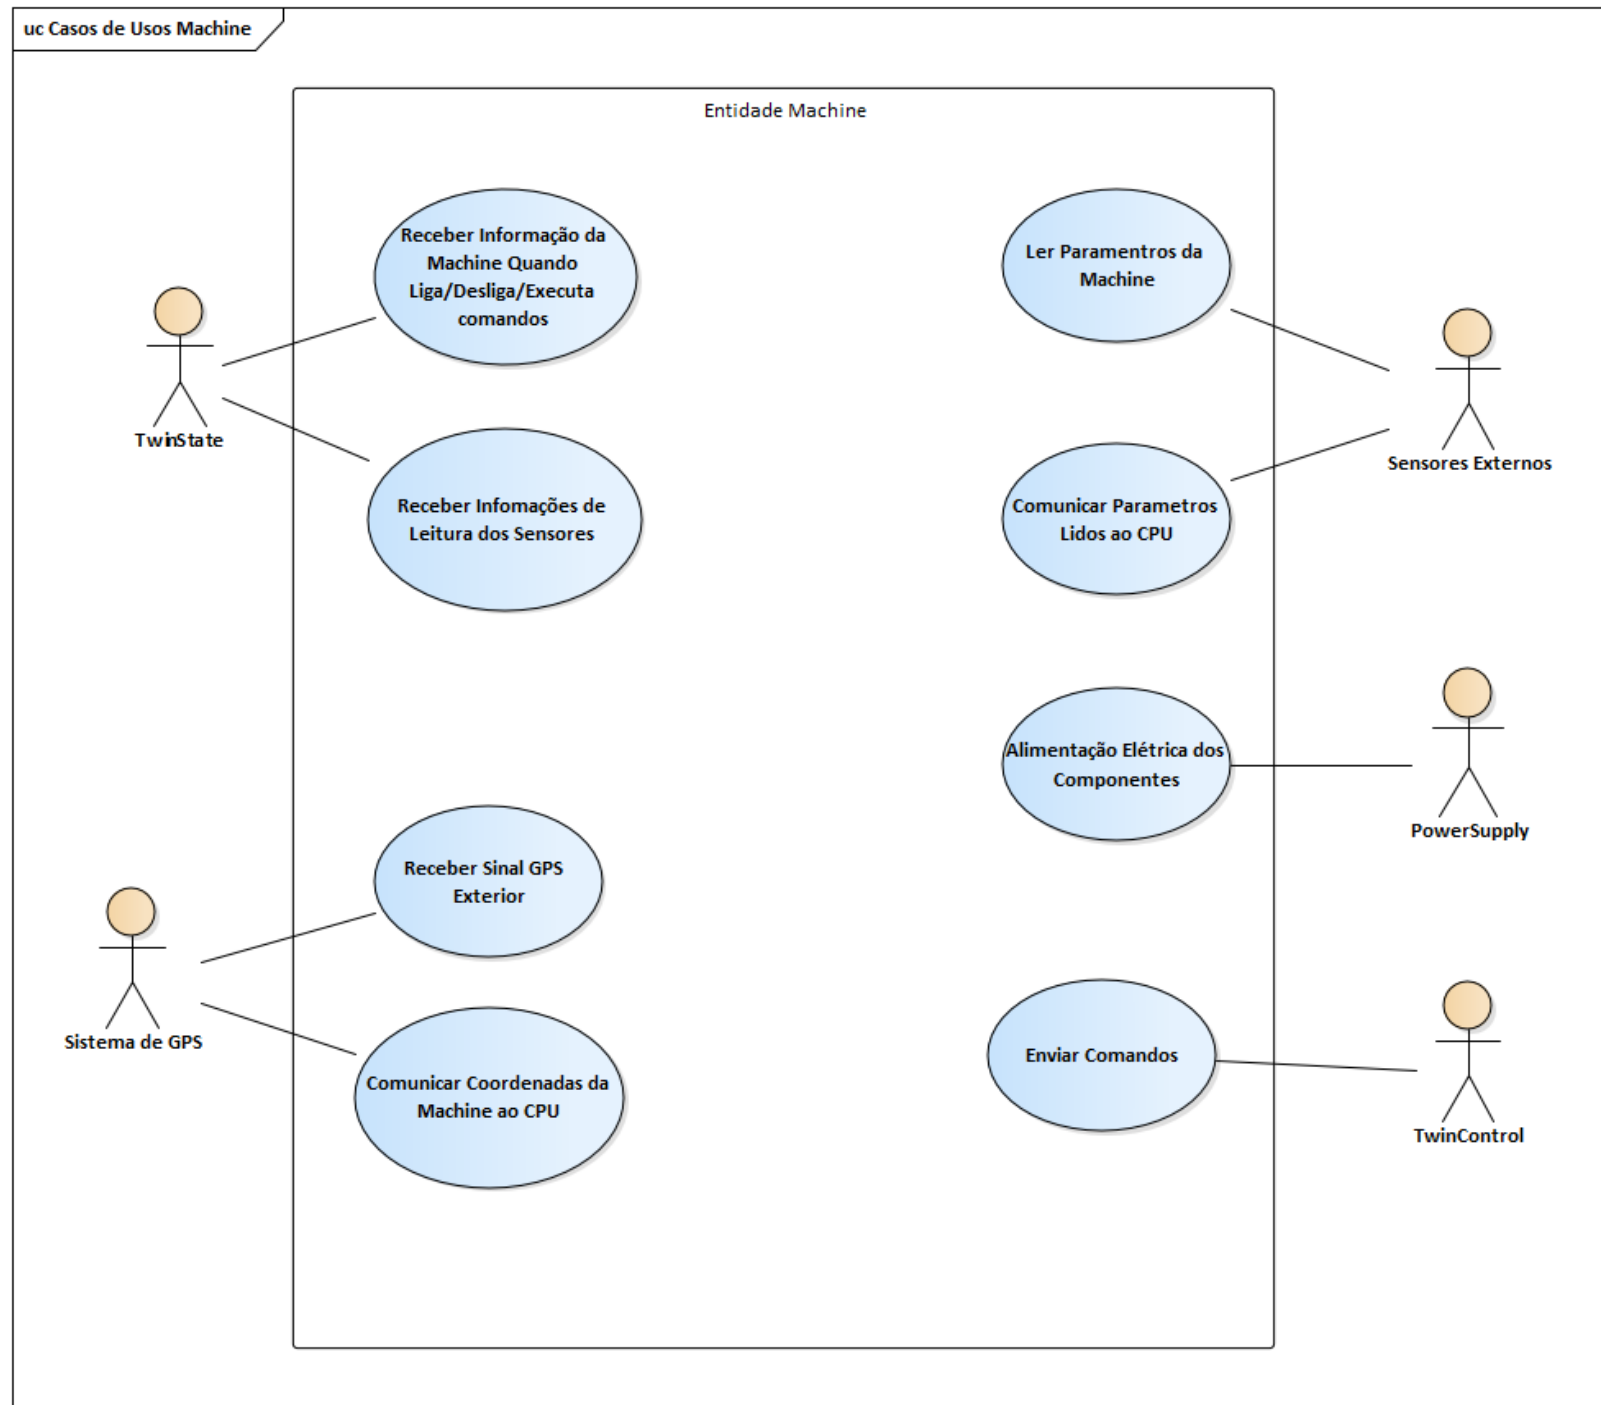 uc Casos de Usos Machine
Entidade Machine
Receber Informação da
Machine Quando
Liga/Desliga/Executa
comandos
TwinState
Receber Infomações de
Leitura dos Sensores
Receber Sinal GPS
Exterior
Sistema de GPS
Comunicar Coordenadas da
Machine ao CPU
Ler Paramentros da
Machine
Sensores Externos
Comunicar Parametros
Lidos ao CPU
Alimentação Elétrica dos
Componentes
PowerSupply
Enviar Comandos
TwinControl